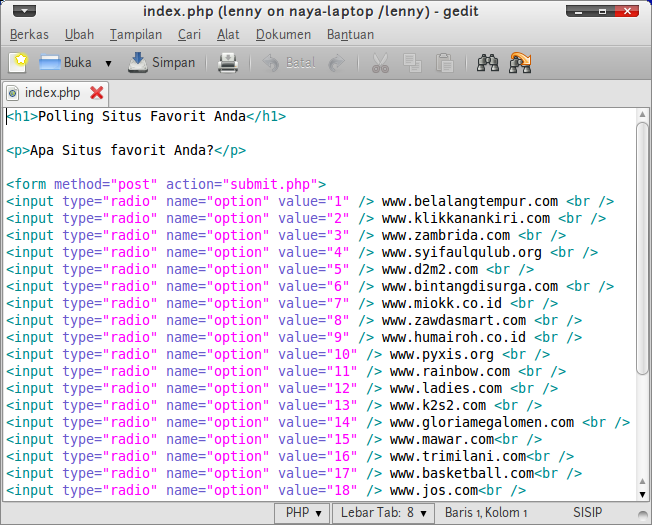 index.php (lenny on naya-laptop /lenny) - gedit
Berkas Ubah Tampilan Cari Alat Dokumen Bantuan
Buka Simpan Batal
index.php
<h1>Polling Situs Favorit Anda</h1>
<p>Apa Situs favorit Anda?</p>
<form method="post" action="submit.php">
<input type="radio" name="option" value="1" /> www.belalangtempur.com <br />
<input type="radio" name="option" value="2" /> www.klikkanankiri.com <br />
<input type="radio" name="option" value="3" /> www.zambrida.com <br />
<input type="radio" name="option" value="4" /> www.syifaulqulub.org <br />
<input type="radio" name="option" value="5" /> www.d2m2.com <br />
<input type="radio" name="option" value="6" /> www.bintangdisurga.com <br />
<input type="radio" name="option" value="7" /> www.miokk.co.id <br />
<input type="radio" name="option" value="8" /> www.zawdasmart.com <br />
<input type="radio" name="option" value="9" /> www.humairoh.co.id <br />
<input type="radio" name="option" value="10" /> www.pyxis.org <br />
<input type="radio" name="option" value="11" /> www.rainbow.com <br />
<input type="radio" name="option" value="12" /> www.ladies.com <br />
<input type="radio" name="option" value="13" /> www.k2s2.com <br />
<input type="radio" name="option" value="14" /> www.gloriamegalomen.com <br />
<input type="radio" name="option" value="15" /> www.mawar.com<br />
<input type="radio" name="option" value="16" /> www.trimilani.com<br />
<input type="radio" name="option" value="17" /> www.basketball.com<br />
<input type="radio" name="option" value="18" /> www.jos.com<br />
PHP Lebar Tab: 8 Baris 1, Kolom 1 SISIP